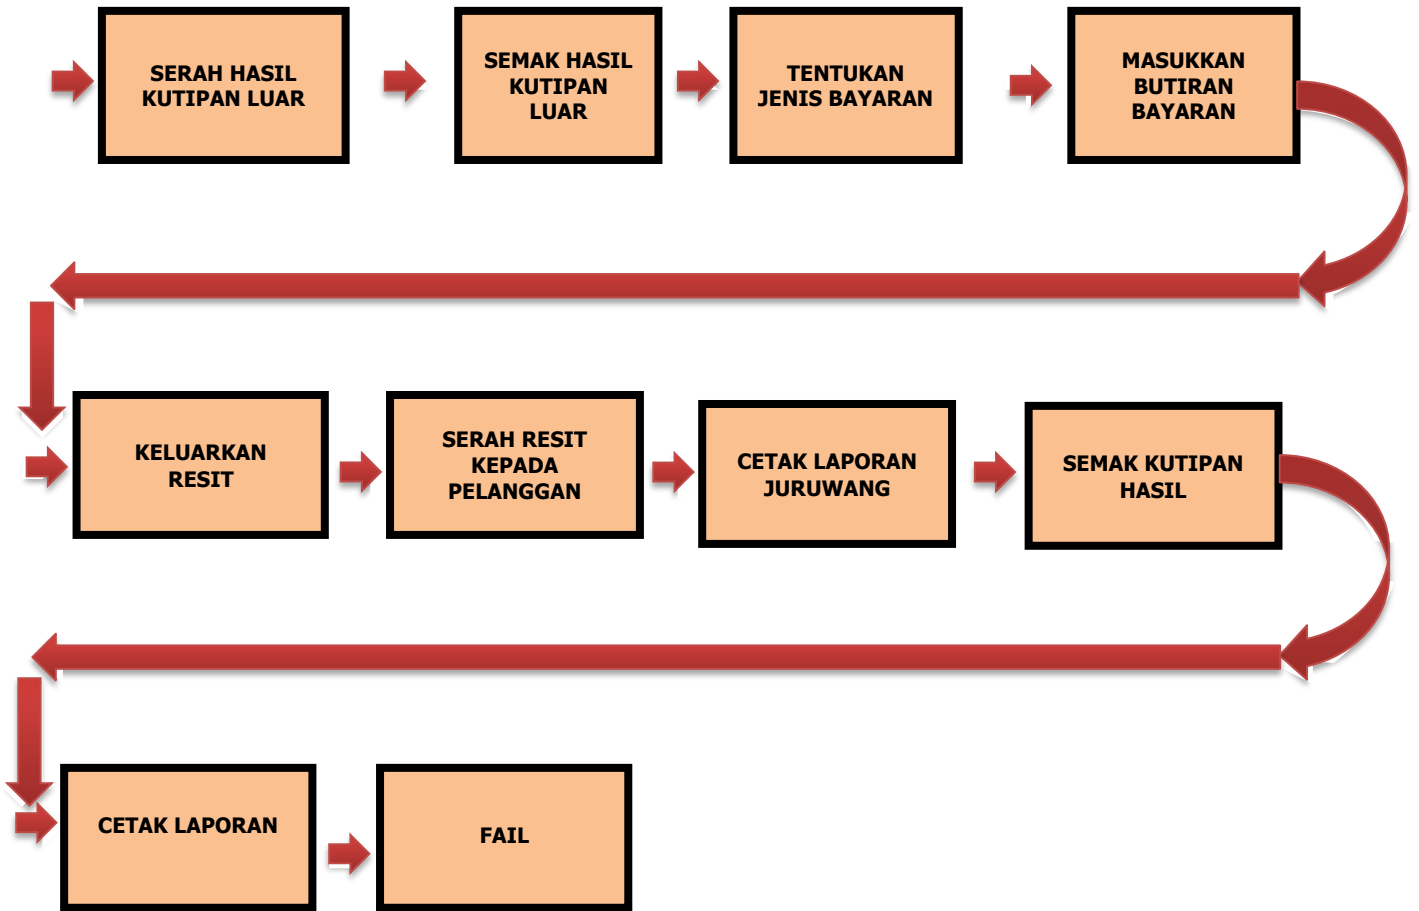 SERAH HASIL
KUTIPAN LUAR
SEMAK HASIL
KUTIPAN
LUAR
TENTUKAN
JENIS BAYARAN
MASUKKAN
BUTIRAN
BAYARAN
KELUARKAN
RESIT
SERAH RESIT
KEPADA
PELANGGAN
CETAK LAPORAN
JURUWANG
SEMAK KUTIPAN
HASIL
CETAK LAPORAN
FAIL